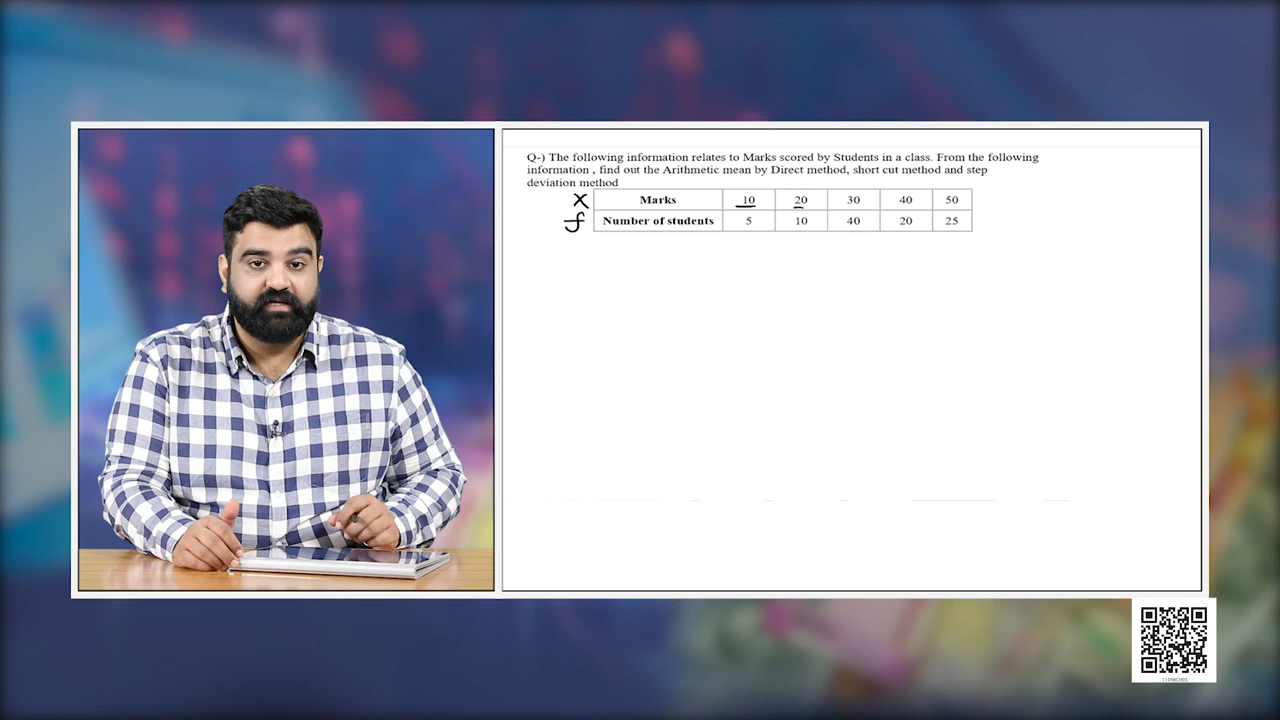 Q-) The following information relates to Marks scored by Students in a class. From the following
information , find out the Arithmetic mean by Direct method, short cut method and step
deviation method
X Marks 10 20 30 40 50
f Number of students 5 10 40 20 25